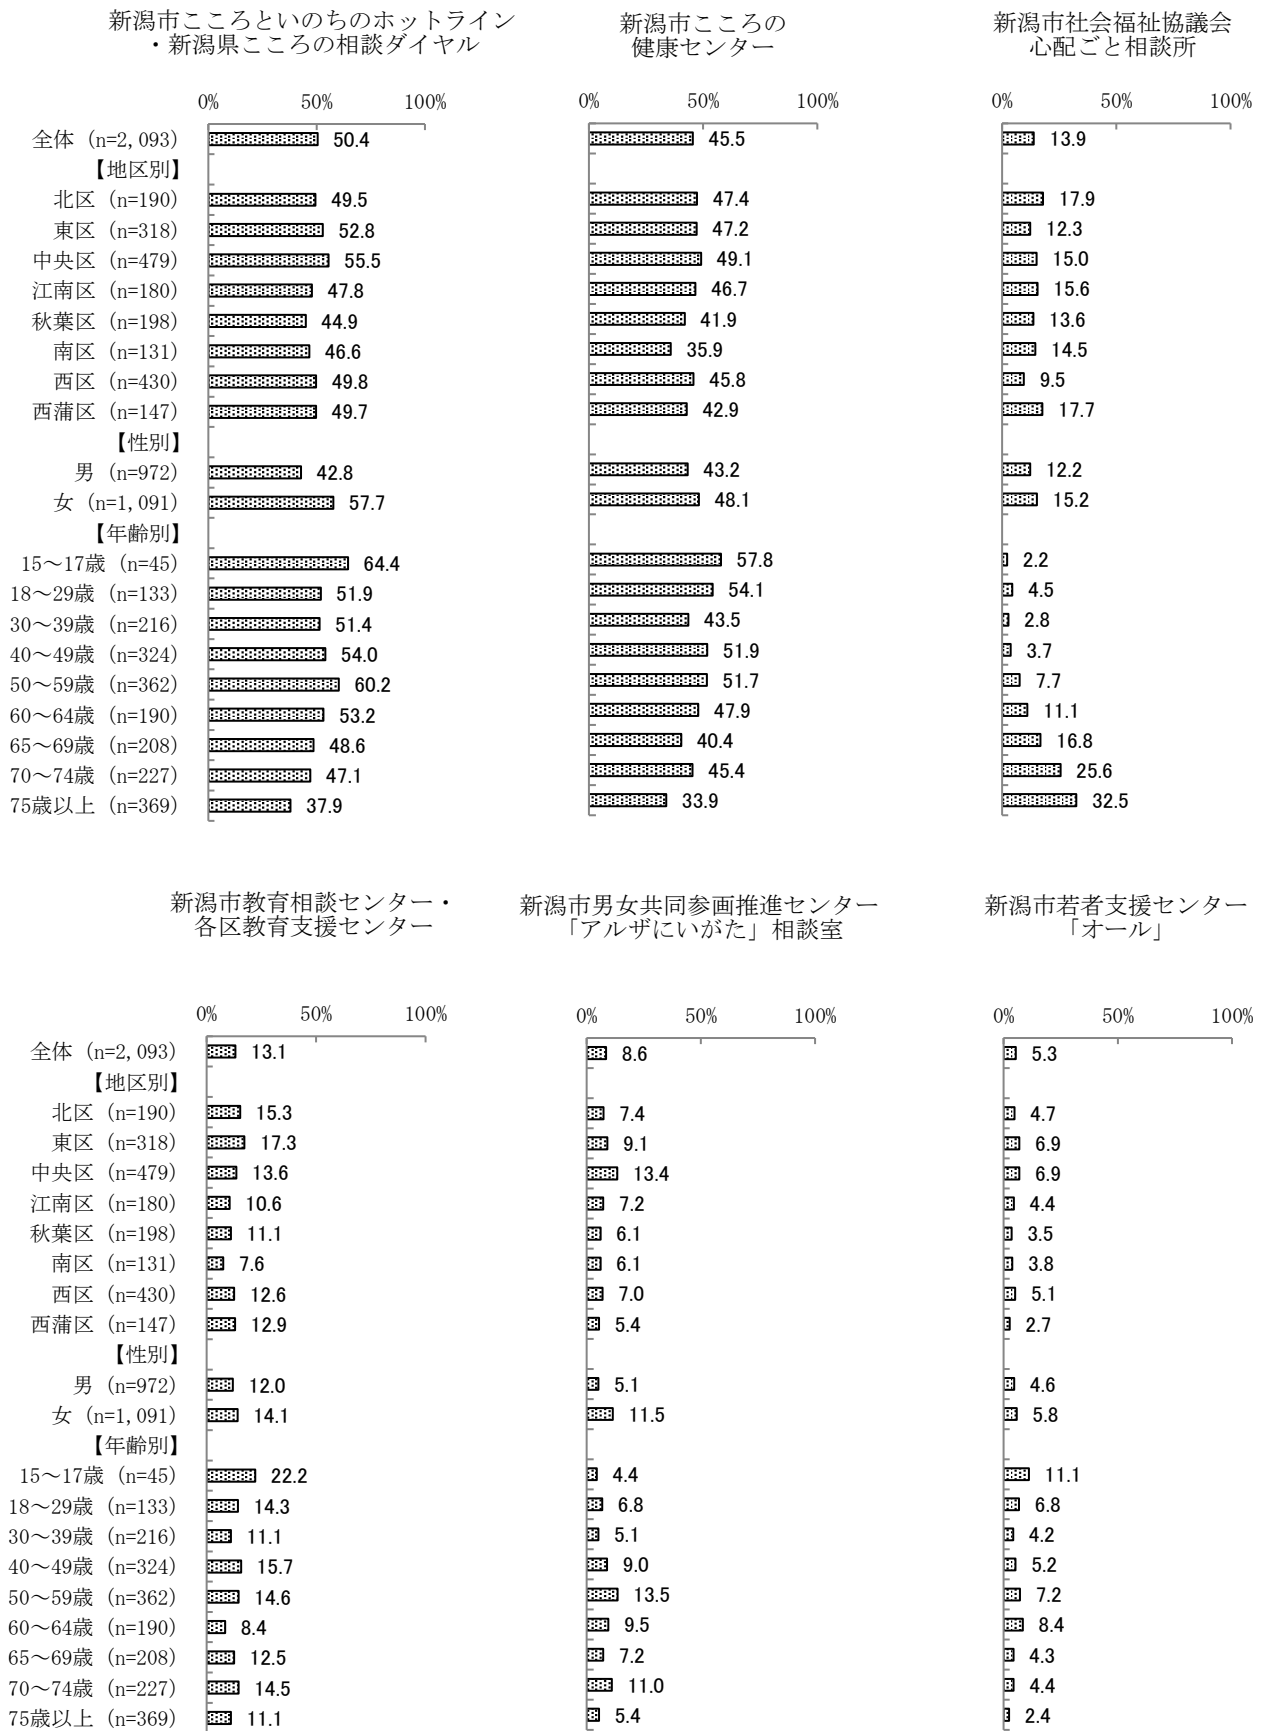 新潟市こころといのちのホットライン
・新潟県こころの相談ダイヤル
0% 50% 100%
全体 (n=2,093) 50.4
【地区別】
北区 (n=190) 49.5
東区 (n=318) 52.8
中央区 (n=479) 55.5
江南区 (n=180) 47.8
秋葉区 (n=198) 44.9
南区 (n=131) 46.6
西区 (n=430) 49.8
西蒲区 (n=147) 49.7
【性別】
男 (n=972) 42.8
女 (n=1,091) 57.7
【年齢別】
15～17歳 (n=45) 64.4
18～29歳 (n=133) 51.9
30～39歳 (n=216) 51.4
40～49歳 (n=324) 54.0
50～59歳 (n=362) 60.2
60～64歳 (n=190) 53.2
65～69歳 (n=208) 48.6
70～74歳 (n=227) 47.1
75歳以上 (n=369) 37.9
新潟市こころの
健康センター
0% 50% 100%
45.5
47.4
47.2
49.1
46.7
41.9
35.9
45.8
42.9
43.2
48.1
57.8
54.1
43.5
51.9
51.7
47.9
40.4
45.4
33.9
新潟市社会福祉協議会
心配ごと相談所
0% 50% 100%
13.9
17.9
12.3
15.0
15.6
13.6
14.5
9.5
17.7
12.2
15.2
2.2
4.5
2.8
3.7
7.7
11.1
16.8
25.6
32.5
新潟市教育相談センター・
各区教育支援センター
0% 50% 100%
全体 (n=2,093) 13.1
【地区別】
北区 (n=190) 15.3
東区 (n=318) 17.3
中央区 (n=479) 13.6
江南区 (n=180) 10.6
秋葉区 (n=198) 11.1
南区 (n=131) 7.6
西区 (n=430) 12.6
西蒲区 (n=147) 12.9
【性別】
男 (n=972) 12.0
女 (n=1,091) 14.1
【年齢別】
15～17歳 (n=45) 22.2
18～29歳 (n=133) 14.3
30～39歳 (n=216) 11.1
40～49歳 (n=324) 15.7
50～59歳 (n=362) 14.6
60～64歳 (n=190) 8.4
65～69歳 (n=208) 12.5
70～74歳 (n=227) 14.5
75歳以上 (n=369) 11.1
新潟市男女共同参画推進センター
「アルザにいがた」相談室
0% 50% 100%
8.6
7.4
9.1
13.4
7.2
6.1
6.1
7.0
5.4
5.1
11.5
4.4
6.8
5.1
9.0
13.5
9.5
7.2
11.0
5.4
新潟市若者支援センター
「オール」
0% 50% 100%
5.3
4.7
6.9
6.9
4.4
3.5
3.8
5.1
2.7
4.6
5.8
11.1
6.8
4.2
5.2
7.2
8.4
4.3
4.4
2.4